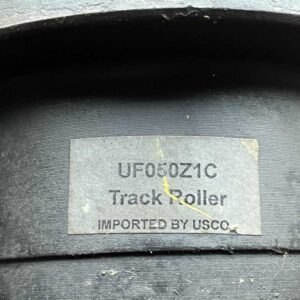 UF050Z1C
Track Roller
IMPORTED BY USCO